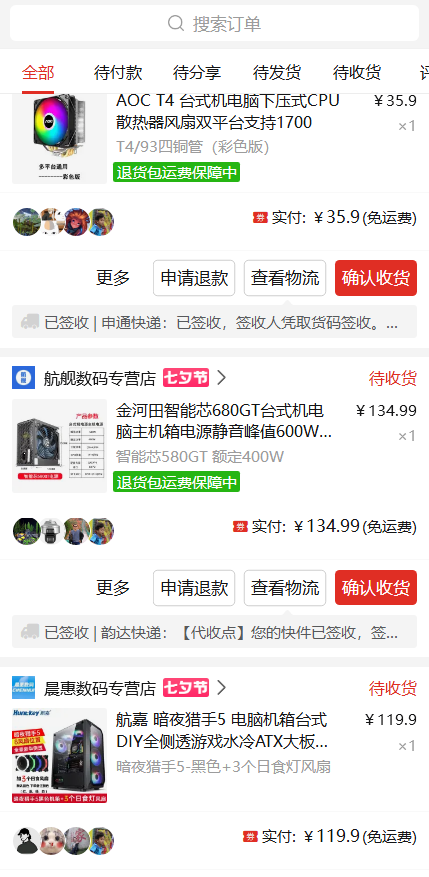 搜索订单
全部
待付款
待分享
待发货
待收货
AOC T4 台式机电脑下压式CPU
￥35.9
散热器风扇双平台支持1700
×1
T4/93四铜管（彩色版）
多平台通用
彩色版
退货包运费保障中
券 实付: ￥35.9(免运费)
更多
申请退款
查看物流
确认收货
已签收 | 申通快递：已签收，签收人凭取货码签收。...
航舰数码专营店
七夕节
待收货
金河田智能芯680GT台式机电
￥134.99
脑主机箱电源静音峰值600W...
×1
智能芯580GT 额定400W
产品参数
退货包运费保障中
券 实付: ￥134.99(免运费)
更多
申请退款
查看物流
确认收货
已签收 | 韵达快递：【代收点】您的快件已签收，签...
晨惠数码专营店
七夕节
待收货
航嘉 暗夜猎手5 电脑机箱台式
￥119.9
DIY全侧透游戏水冷ATX大板...
×1
暗夜猎手5-黑色+3个日食灯风扇
券 实付: ￥119.9(免运费)